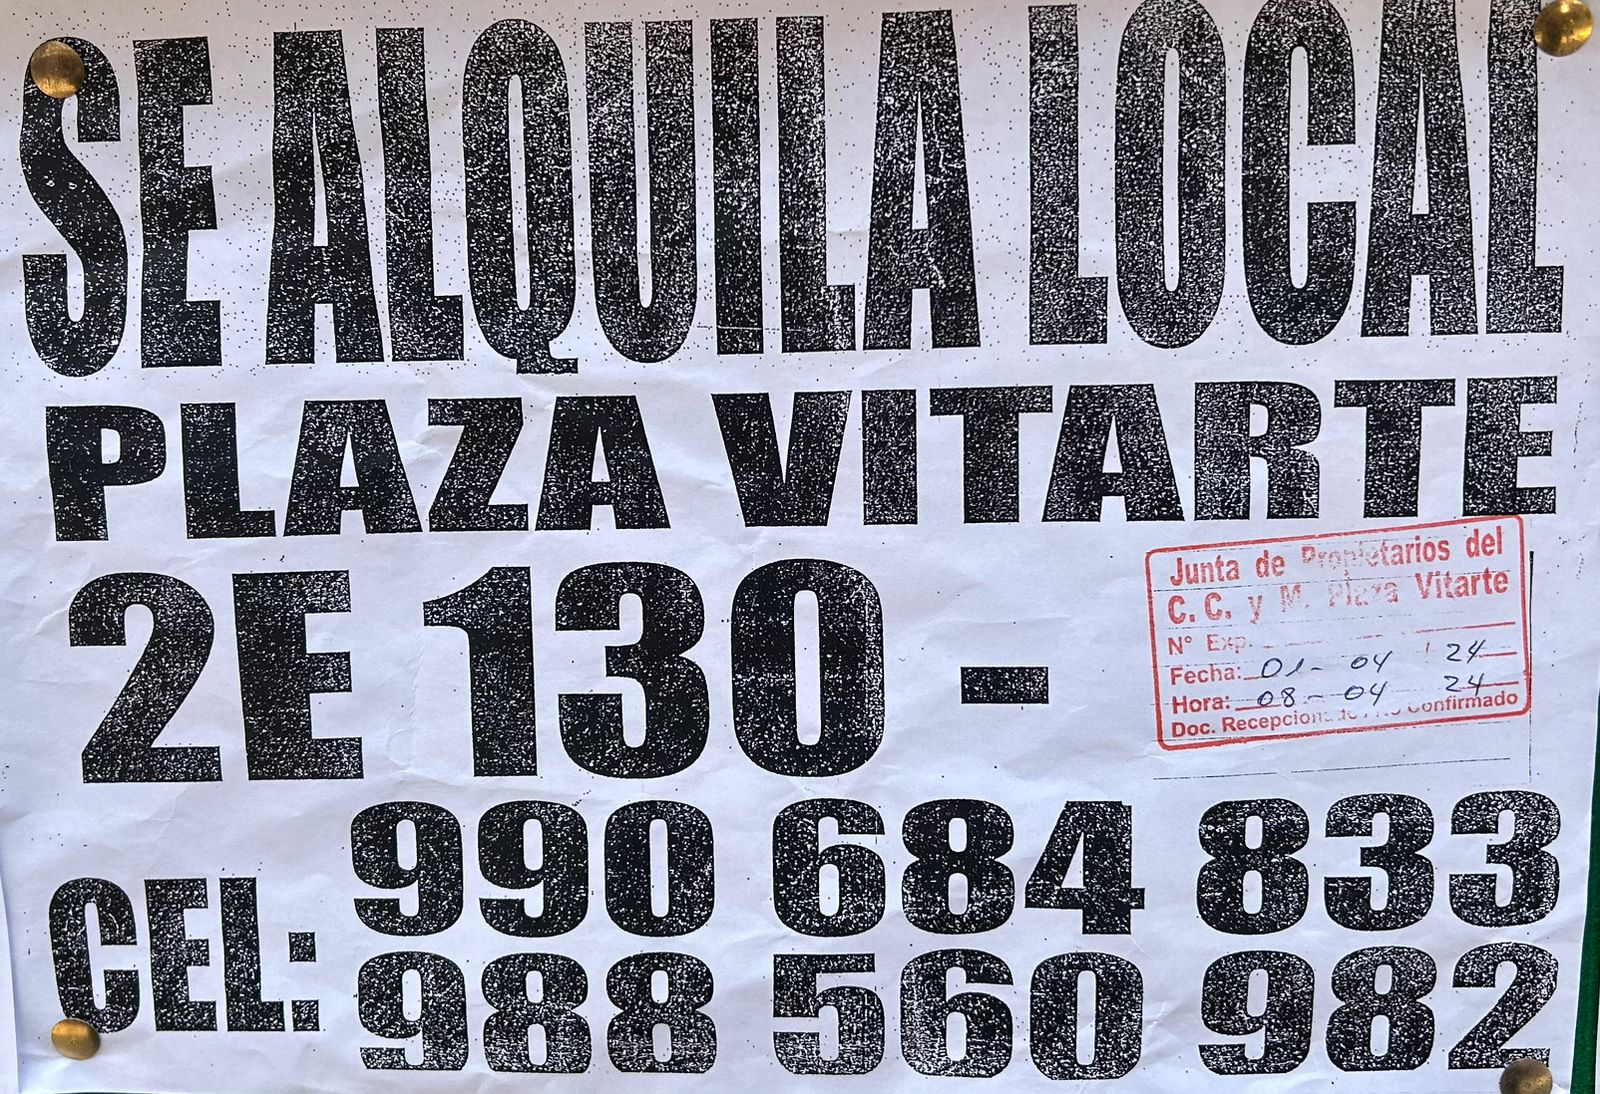 SE ALQUILA LOCAL
PLAZA VITARTE
2E 130 -
Junta de Propietarios del
C. C. y M. Plaza Vitarte
N° Exp.
Fecha: 01- 04 24
Hora: 08 - 04 24
Doc. Recepcionado / No Confirmado
CEL:
990 684 833
988 560 982